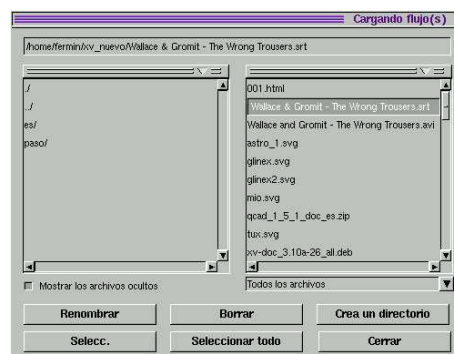 Cargando flujo(s)
/home/fermin/xv_nuevo/Wallace & Gromit - The Wrong Trousers.srt
./
../
es/
paso/
001.html
Wallace & Gromit - The Wrong Trousers.srt
Wallace and Gromit - The Wrong Trousers.avi
astro_1.svg
glinex.svg
glinex2.svg
mio.svg
qcad_1_5_1_doc_es.zip
tux.svg
xv-doc_3.10a-26_all.deb
Mostrar los archivos ocultos
Todos los archivos
Renombrar
Borrar
Crea un directorio
Selecc.
Seleccionar todo
Cerrar